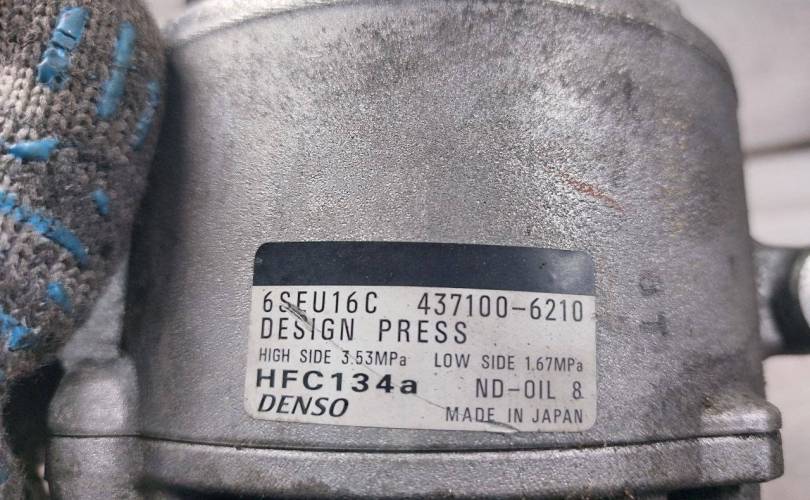 6SEU16C 437100-6210
DESIGN PRESS
HIGH SIDE 3.53MPa LOW SIDE 1.67MPa
HFC134a ND-OIL 8
DENSO MADE IN JAPAN